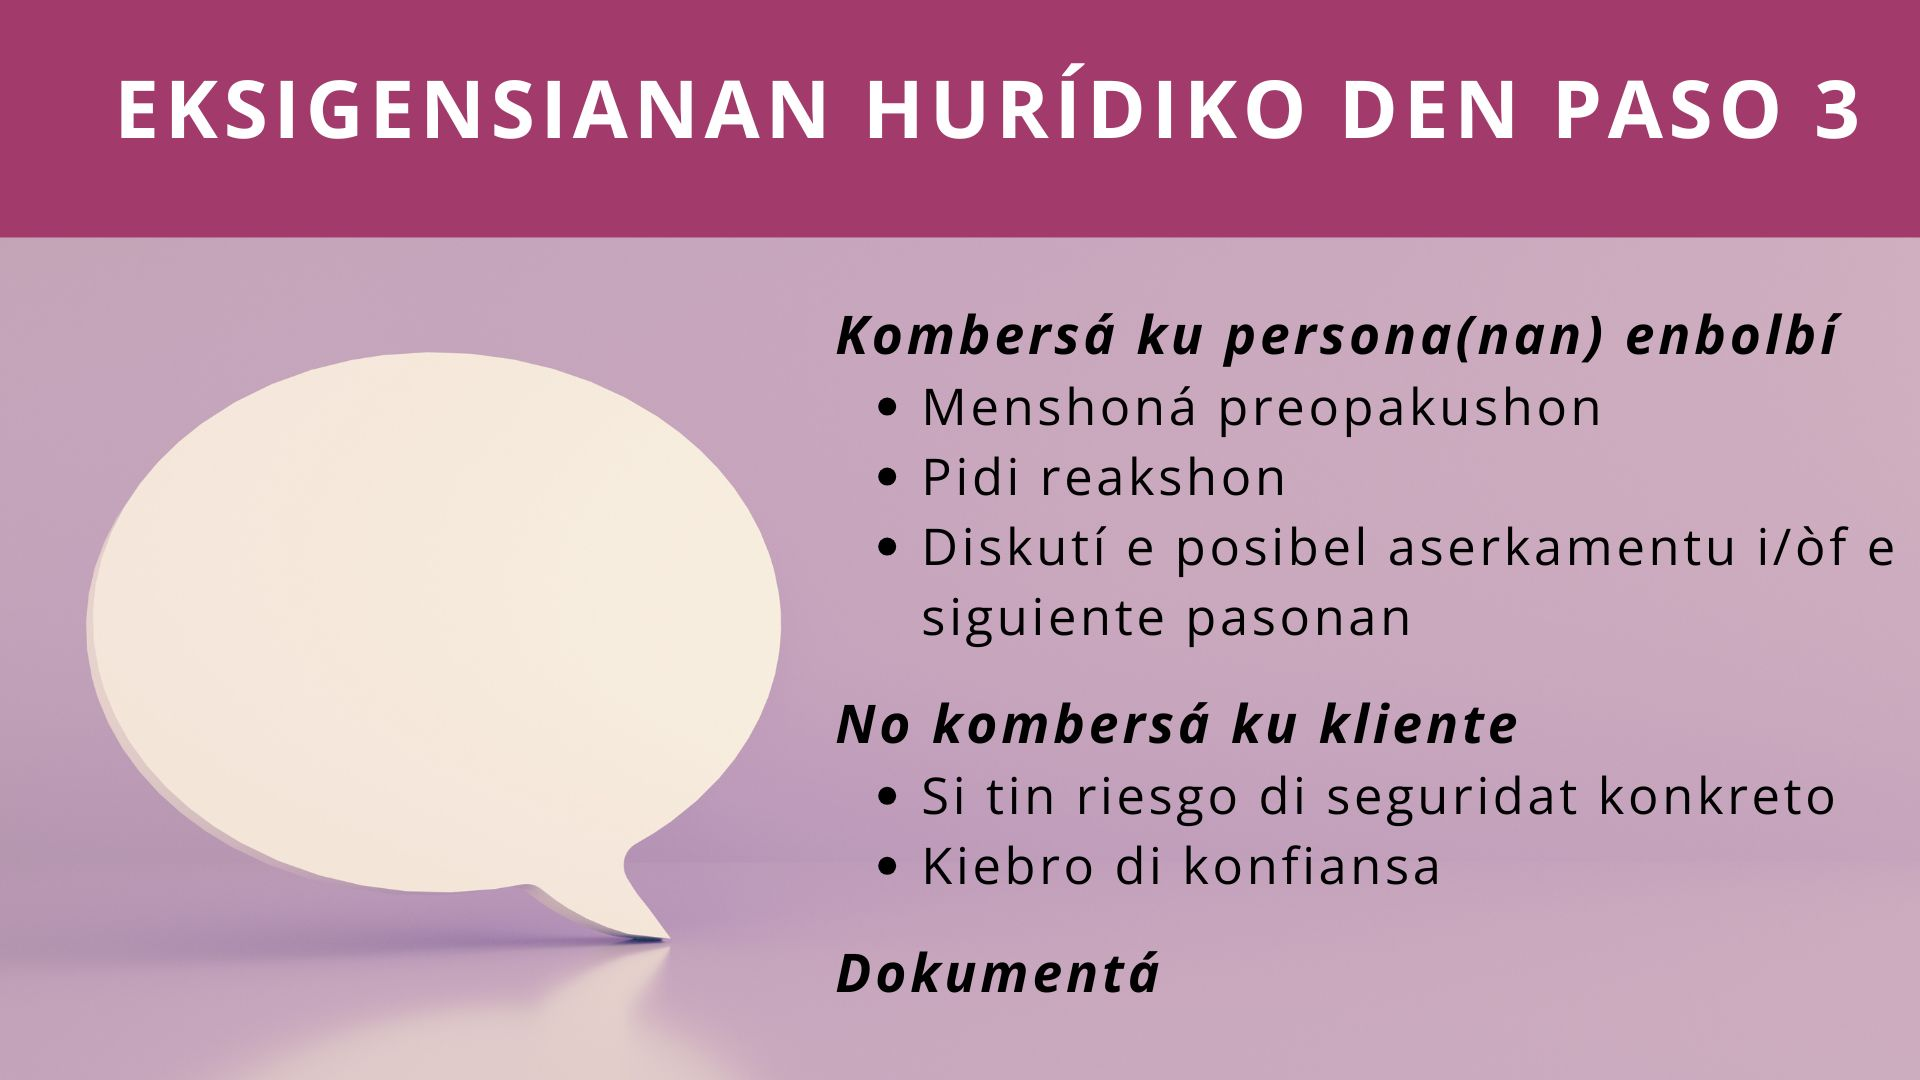 EKSIGENSIANAN HURÍDIKO DEN PASO 3
Kombersá ku persona(nan) enbolbí
• Menshoná preopakushon
• Pidi reakshon
• Diskutí e posibel aserkamentu i/òf e
siguiente pasonan
No kombersá ku kliente
• Si tin riesgo di seguridat konkreto
• Kiebro di konfiansa
Dokumentá